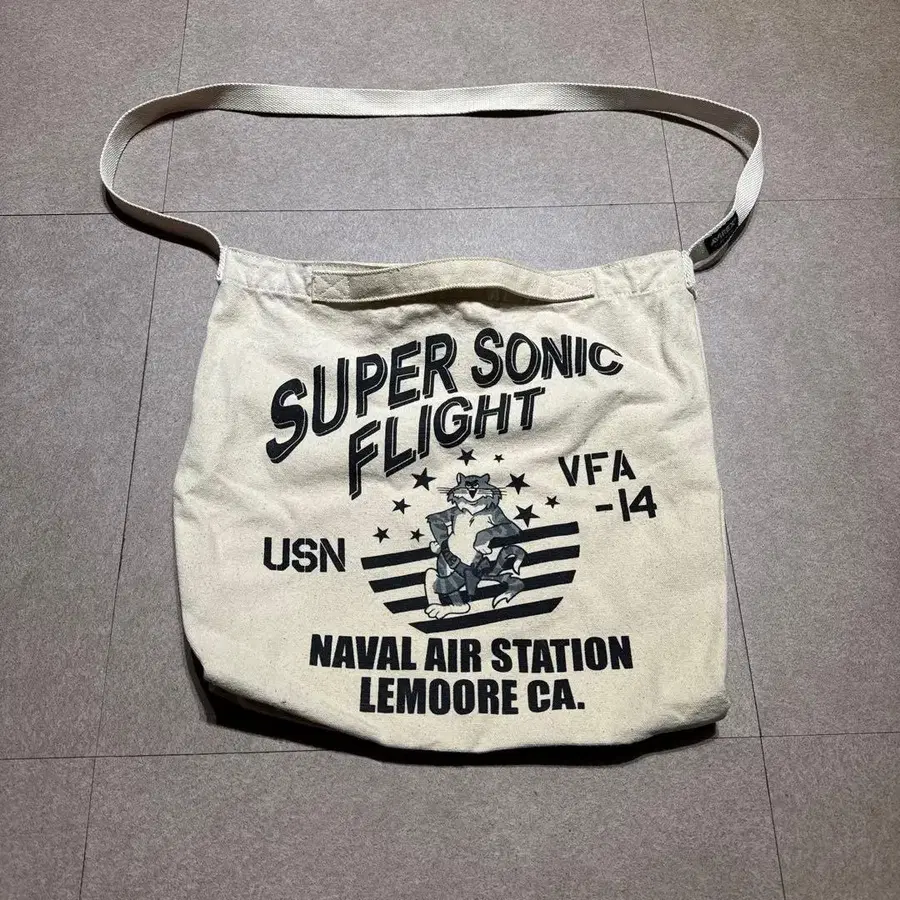 SUPER SONIC
FLIGHT
VFA
-14
USN
NAVAL AIR STATION
LEMOORE CA.